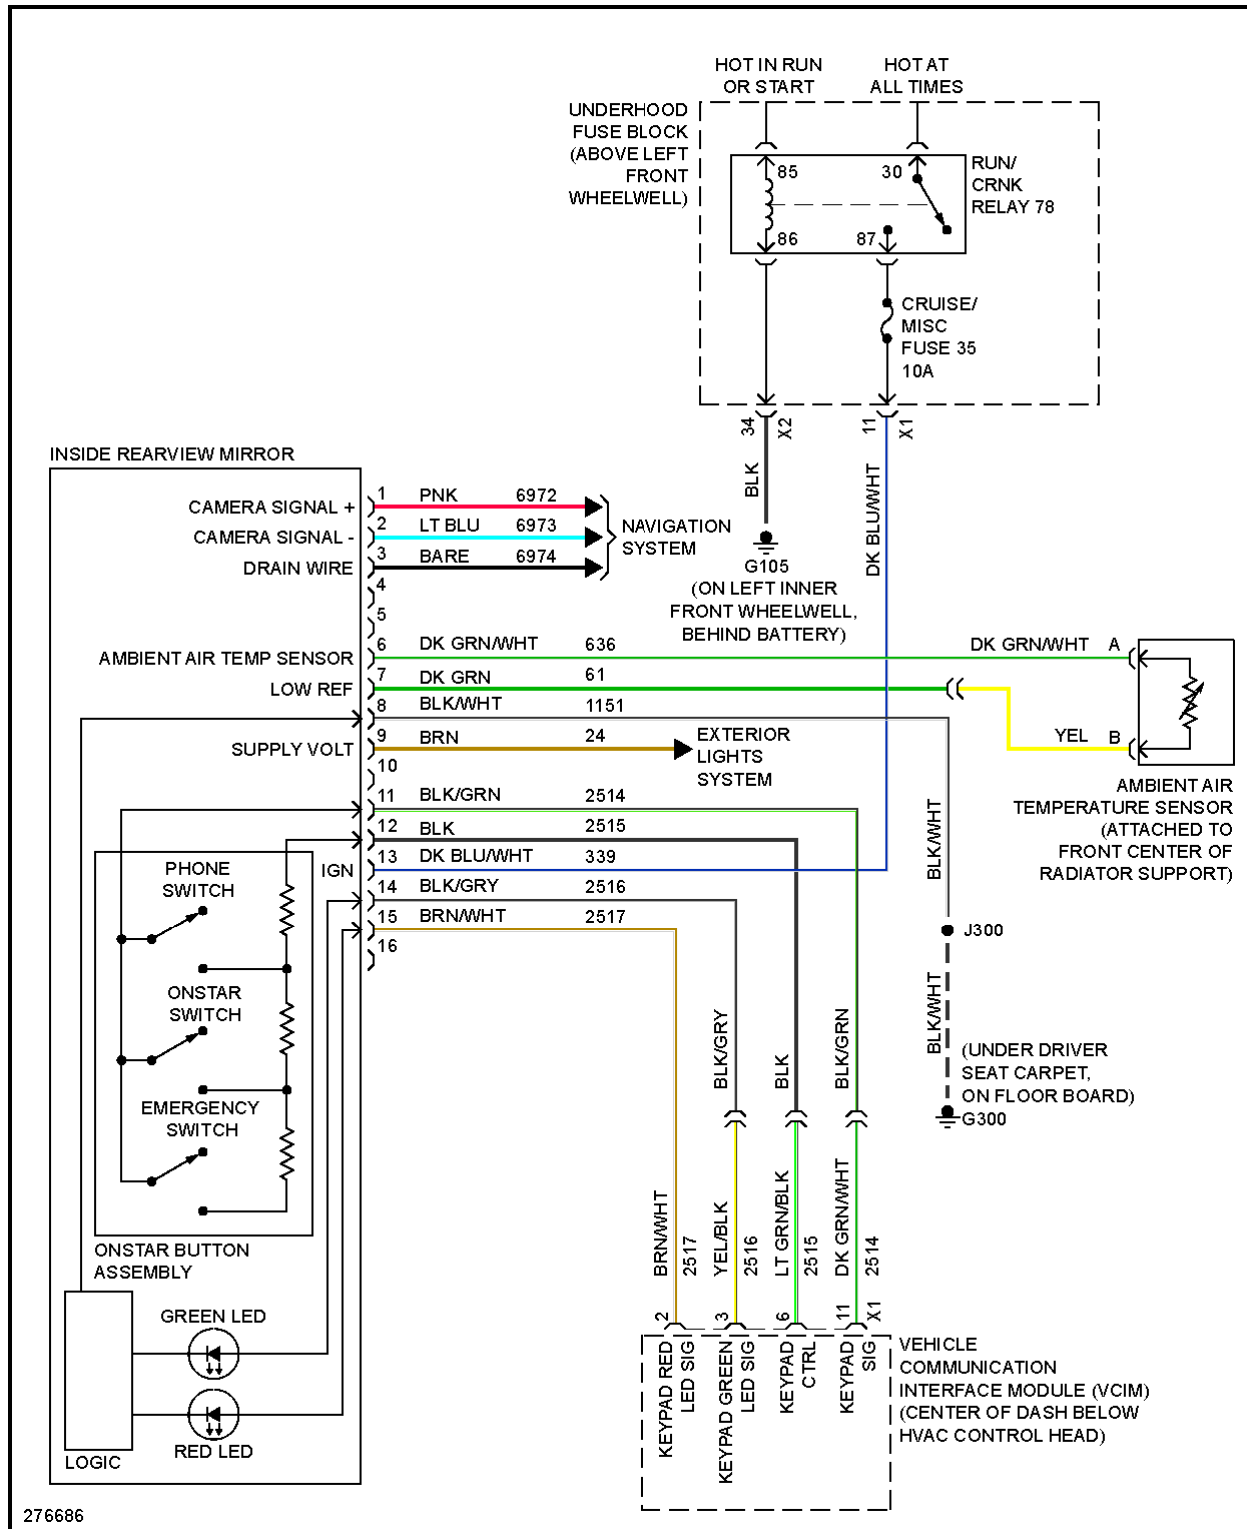 HOT IN RUN
OR START
HOT AT
ALL TIMES
UNDERHOOD
FUSE BLOCK
(ABOVE LEFT
FRONT
WHEELWELL)
85
30
86
87
RUN/
CRNK
RELAY 78
CRUISE/
MISC
FUSE 35
10A
34
X2
11
X1
BLK
DK BLU/WHT
G105
(ON LEFT INNER
FRONT WHEELWELL,
BEHIND BATTERY)
INSIDE REARVIEW MIRROR
CAMERA SIGNAL +
1
PNK
6972
CAMERA SIGNAL -
2
LT BLU
6973
DRAIN WIRE
3
BARE
6974
NAVIGATION
SYSTEM
4
5
AMBIENT AIR TEMP SENSOR
6
DK GRN/WHT
636
DK GRN/WHT
A
LOW REF
7
DK GRN
61
8
BLK/WHT
1151
SUPPLY VOLT
9
BRN
24
EXTERIOR
LIGHTS
SYSTEM
YEL
B
10
11
BLK/GRN
2514
12
BLK
2515
IGN
13
DK BLU/WHT
339
14
BLK/GRY
2516
15
BRN/WHT
2517
16
AMBIENT AIR
TEMPERATURE SENSOR
(ATTACHED TO
FRONT CENTER OF
RADIATOR SUPPORT)
BLK/WHT
J300
BLK/WHT
(UNDER DRIVER
SEAT CARPET,
ON FLOOR BOARD)
G300
PHONE
SWITCH
ONSTAR
SWITCH
EMERGENCY
SWITCH
ONSTAR BUTTON
ASSEMBLY
GREEN LED
RED LED
LOGIC
BLK/GRY
BLK
BLK/GRN
BRN/WHT
2517
YEL/BLK
2516
LT GRN/BLK
2515
DK GRN/WHT
2514
2
3
6
11
X1
KEYPAD RED
LED SIG
KEYPAD GREEN
LED SIG
KEYPAD
CTRL
KEYPAD
SIG
VEHICLE
COMMUNICATION
INTERFACE MODULE (VCIM)
(CENTER OF DASH BELOW
HVAC CONTROL HEAD)
276686